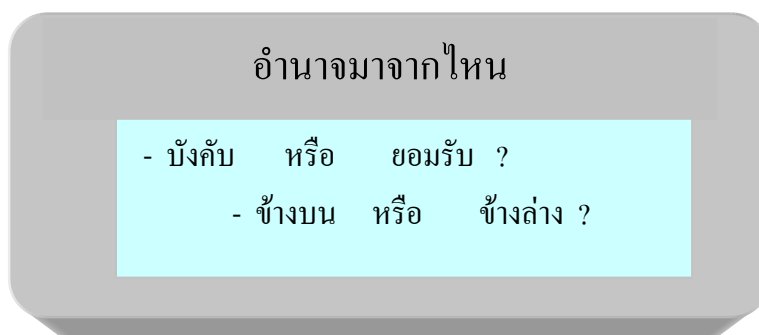 อำนาจมาจากไหน
- บังคับ หรือ ยอมรับ ?
- ข้างบน หรือ ข้างล่าง ?